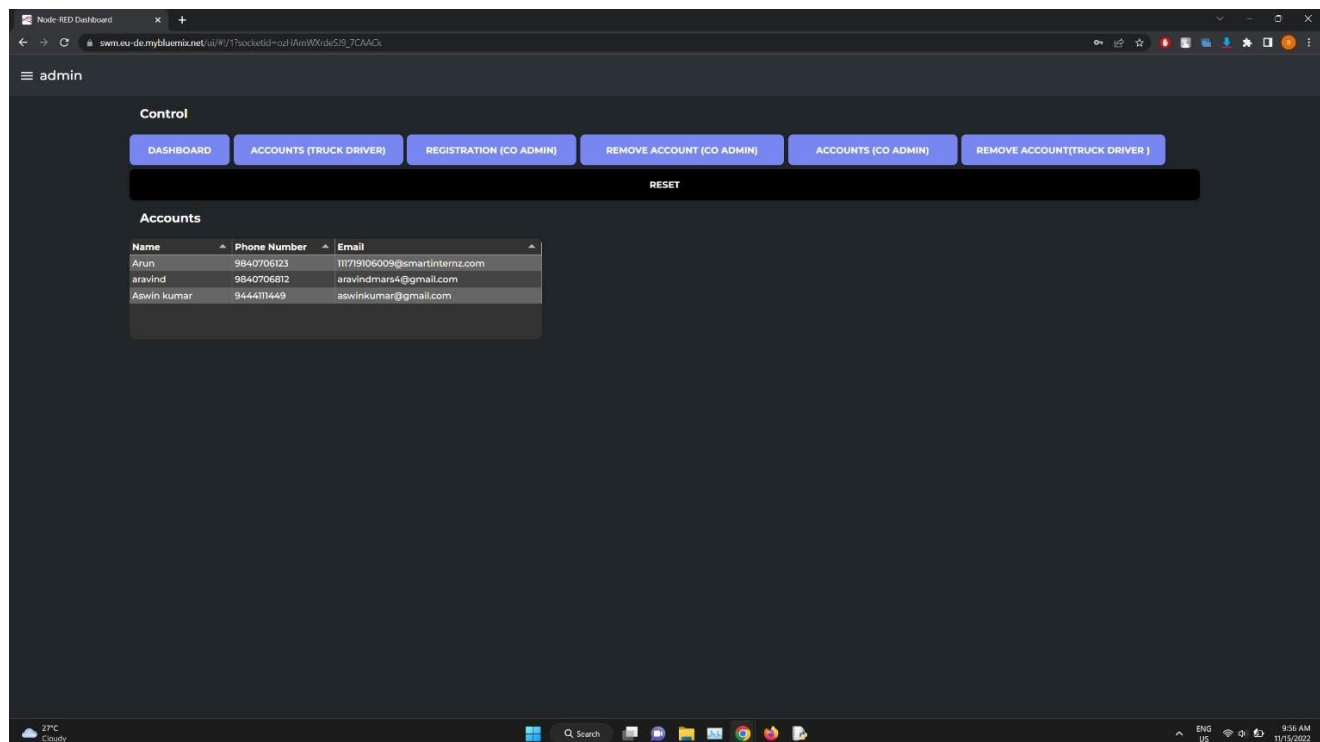 Node-RED Dashboard
swm.eu-de.mybluemix.net/ui/#!/1?socketid=ozHAmWXrdeSJ9_7CAACk
admin
Control
DASHBOARD ACCOUNTS (TRUCK DRIVER) REGISTRATION (CO ADMIN) REMOVE ACCOUNT (CO ADMIN) ACCOUNTS (CO ADMIN) REMOVE ACCOUNT(TRUCK DRIVER )
RESET
Accounts
Name Phone Number Email
Arun 9840706123 111719106009@smartinternz.com
aravind 9840706812 aravindmars4@gmail.com
Aswin kumar 9444111449 aswinkumar@gmail.com
27°C
Cloudy
Search
ENG
US
9:56 AM
11/15/2022